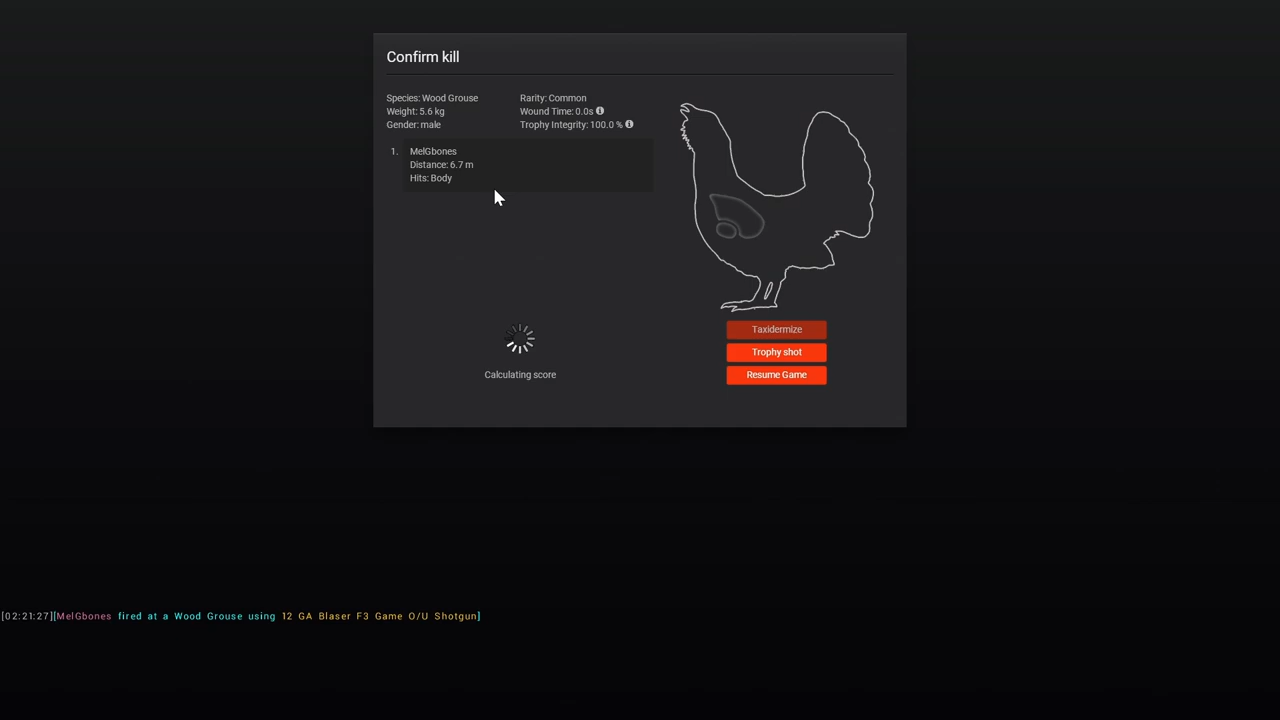 Confirm kill
Species: Wood Grouse
Weight: 5.6 kg
Gender: male
Rarity: Common
Wound Time: 0.0s
Trophy Integrity: 100.0 %
1. MelGbones
Distance: 6.7 m
Hits: Body
Calculating score
Taxidermize
Trophy shot
Resume Game
[02:21:27][MelGbones fired at a Wood Grouse using 12 GA Blaser F3 Game O/U Shotgun]